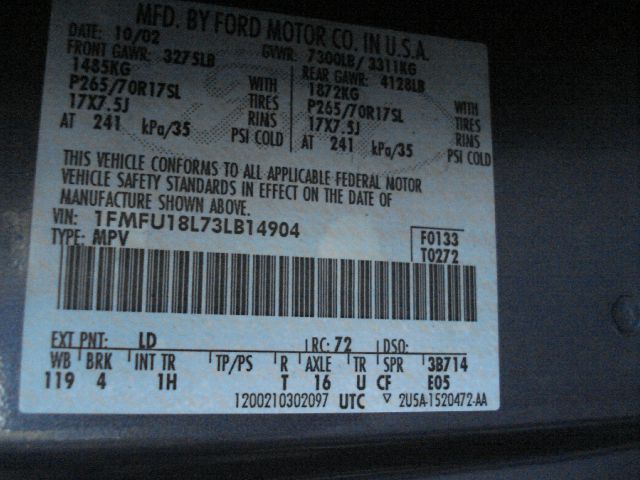 MFD. BY FORD MOTOR CO. IN U.S.A.
DATE: 10/02 GVWR: 7300LB/ 3311KG
FRONT GAWR: 3275LB REAR GAWR: 4128LB
1485KG WITH 1872KG WITH
P265/70R17SL TIRES P265/70R17SL TIRES
17X7.5J RIMS 17X7.5J RIMS
AT 241 kPa/35 PSI COLD AT 241 kPa/35 PSI COLD
THIS VEHICLE CONFORMS TO ALL APPLICABLE FEDERAL MOTOR
VEHICLE SAFETY STANDARDS IN EFFECT ON THE DATE OF
MANUFACTURE SHOWN ABOVE.
VIN: 1FMFU18L73LB14904
TYPE: MPV F0133
T0272
EXT PNT: LD RC: 72 DSO:
WB BRK INT TR TP/PS R AXLE TR SPR 3B714
119 4 1H T 16 U CF E05
1200210302097 UTC ▽ 2U5A-1520472-AA